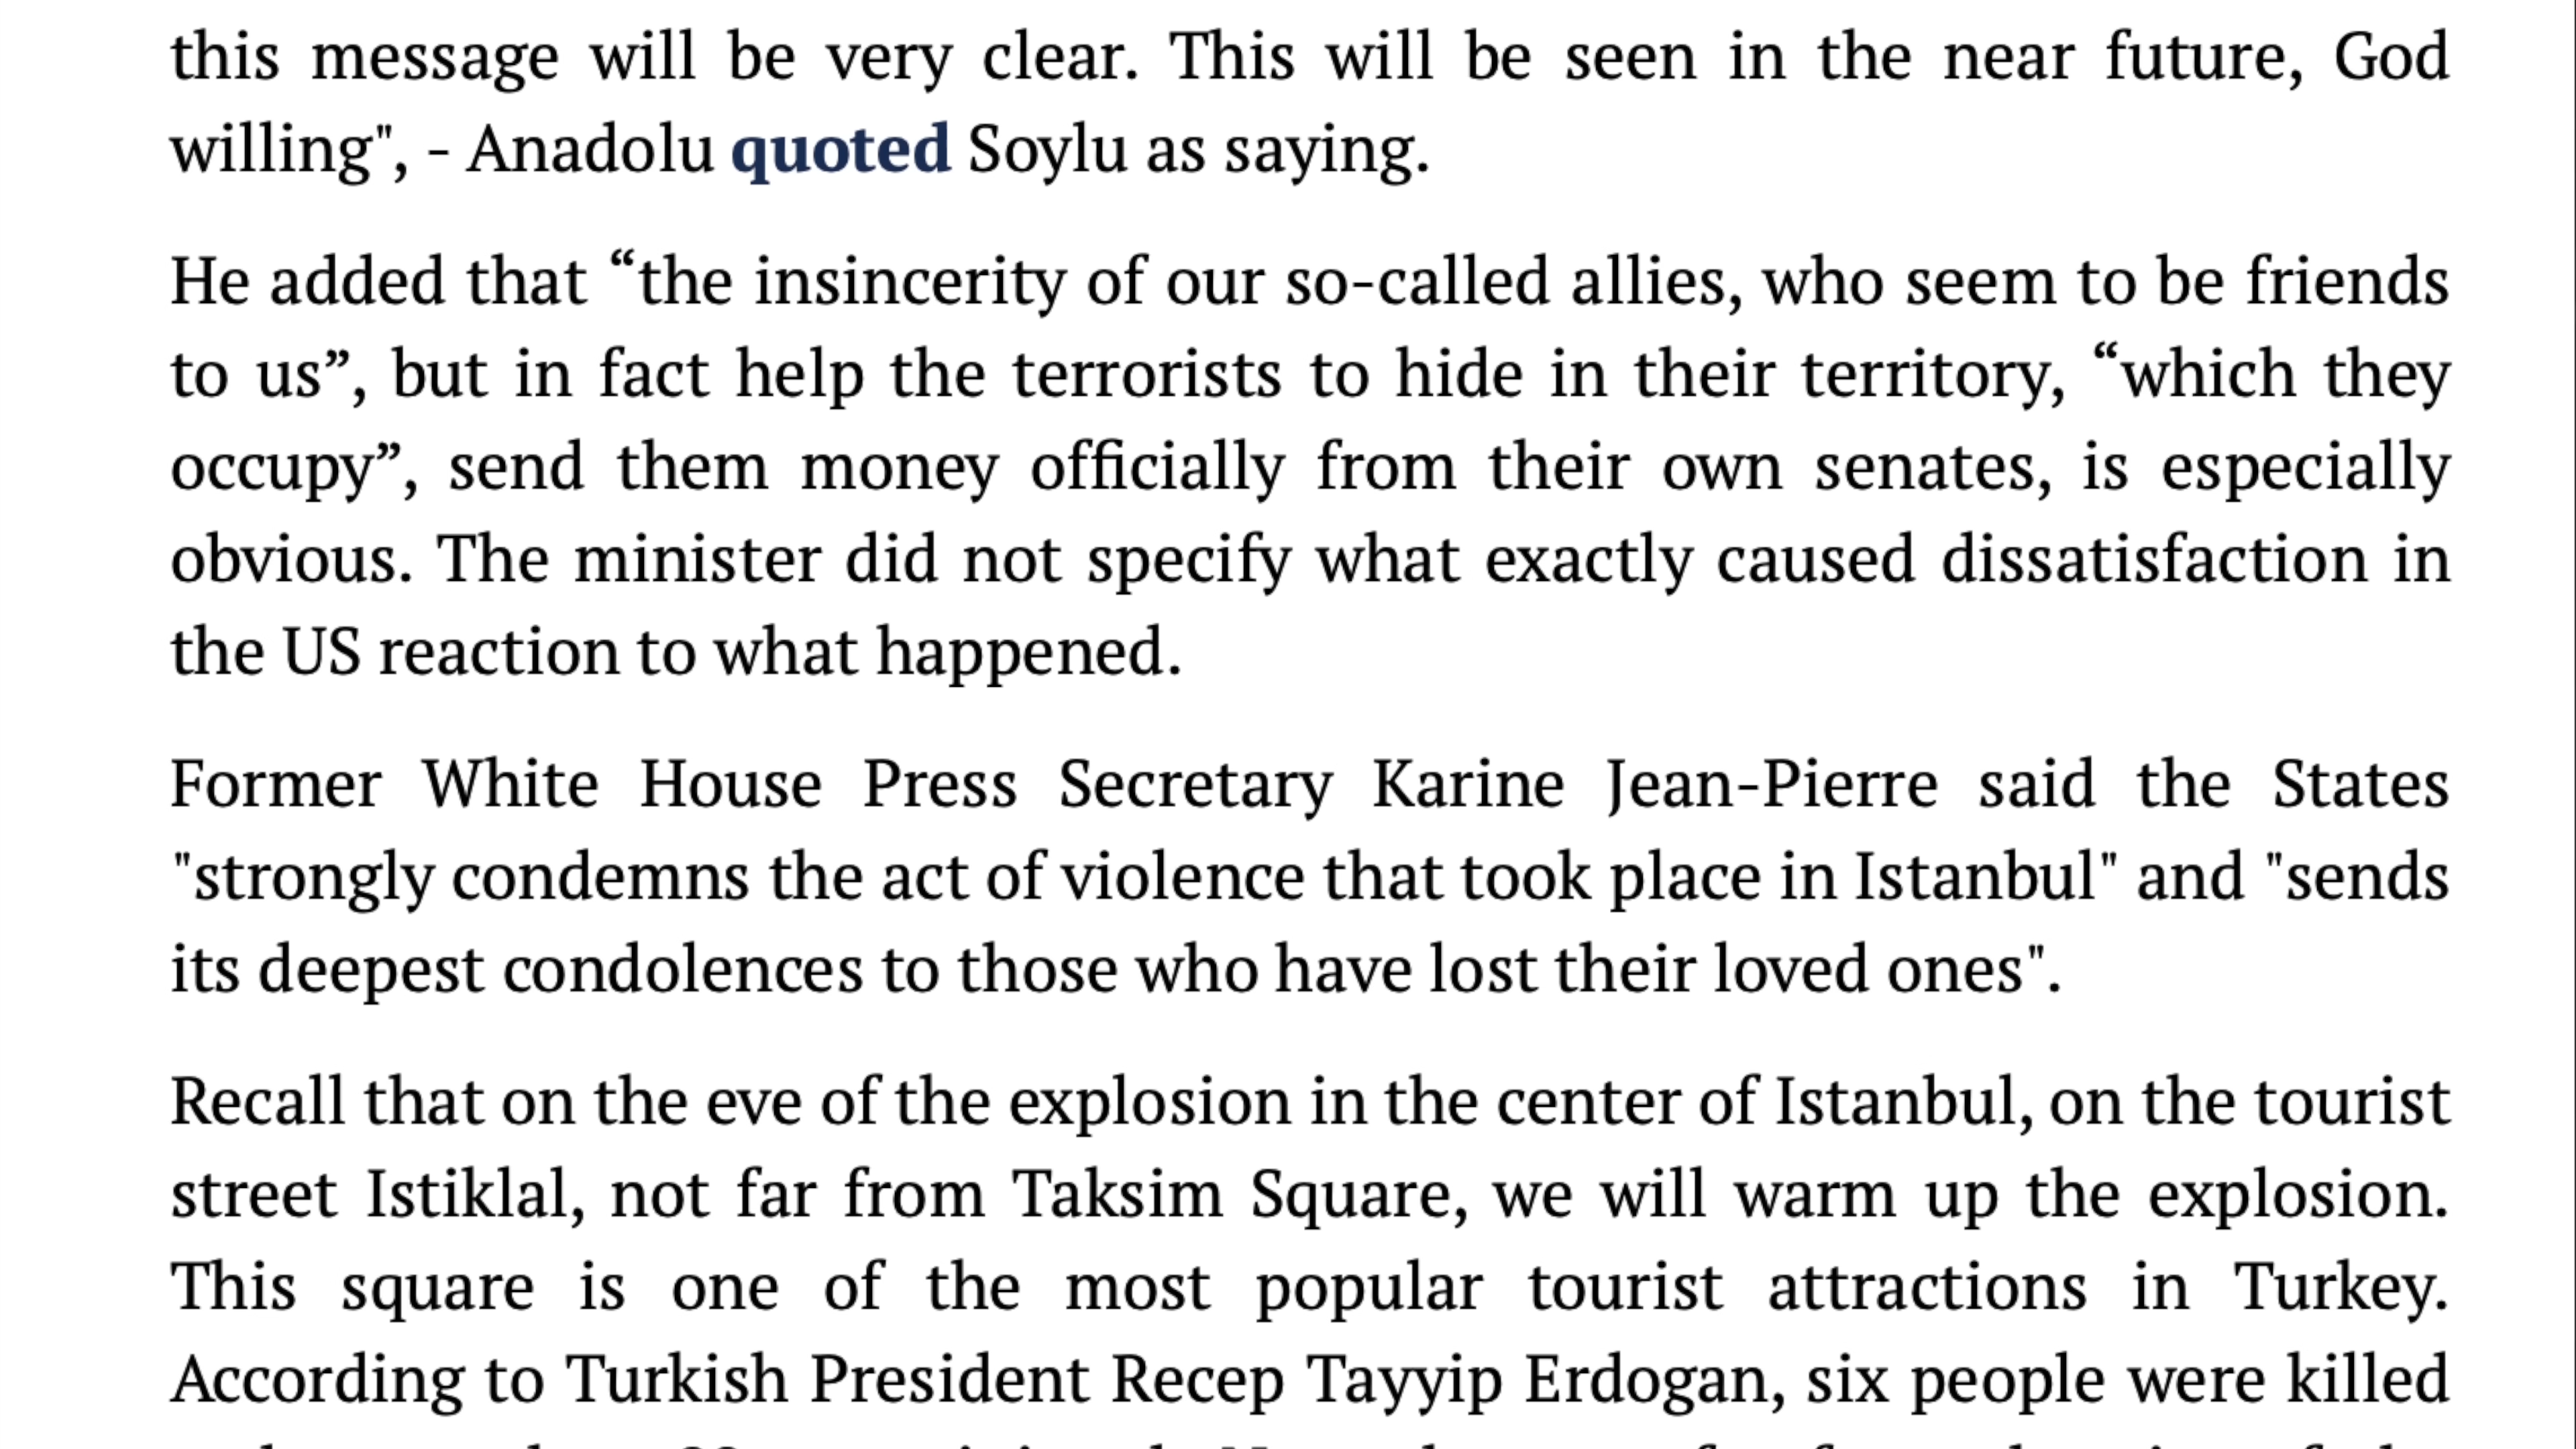 this message will be very clear. This will be seen in the near future, God
willing", - Anadolu quoted Soylu as saying.
He added that “the insincerity of our so-called allies, who seem to be friends
to us”, but in fact help the terrorists to hide in their territory, “which they
occupy”, send them money officially from their own senates, is especially
obvious. The minister did not specify what exactly caused dissatisfaction in
the US reaction to what happened.
Former White House Press Secretary Karine Jean-Pierre said the States
"strongly condemns the act of violence that took place in Istanbul" and "sends
its deepest condolences to those who have lost their loved ones".
Recall that on the eve of the explosion in the center of Istanbul, on the tourist
street Istiklal, not far from Taksim Square, we will warm up the explosion.
This square is one of the most popular tourist attractions in Turkey.
According to Turkish President Recep Tayyip Erdogan, six people were killed